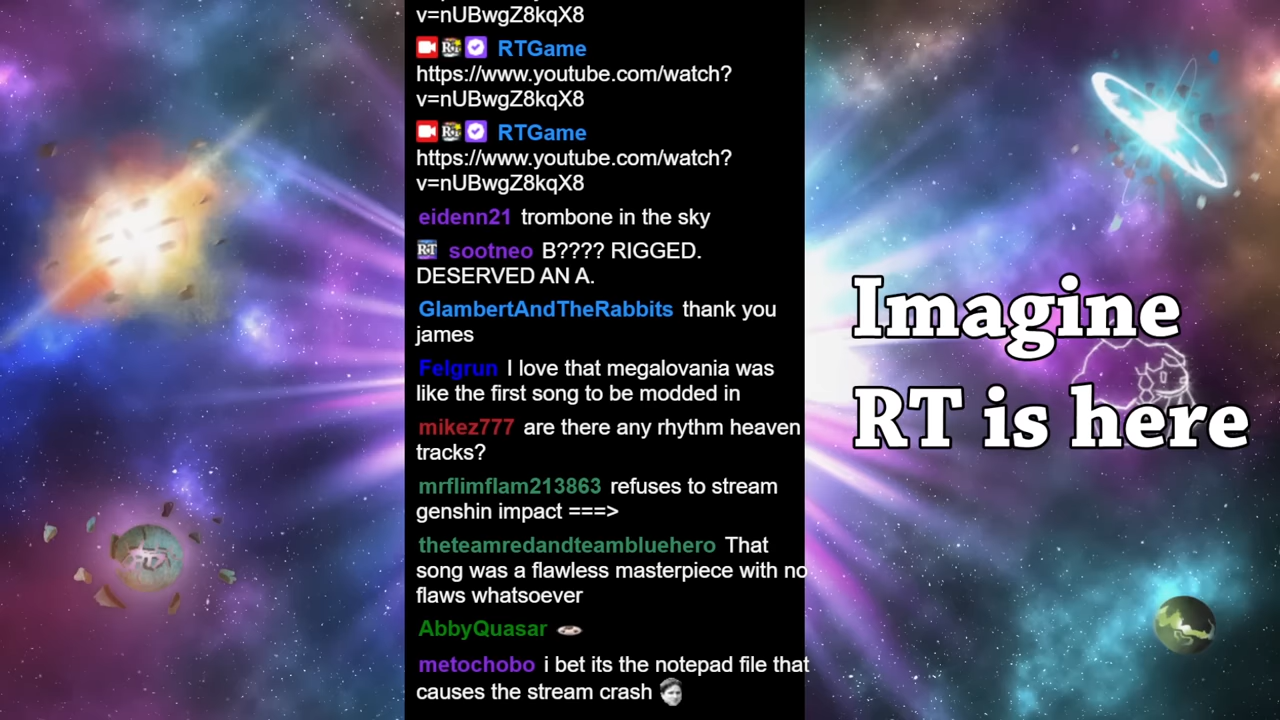 v=nUBwgZ8kqX8
RTGame
https://www.youtube.com/watch?
v=nUBwgZ8kqX8
RTGame
https://www.youtube.com/watch?
v=nUBwgZ8kqX8
eidenn21 trombone in the sky
RT sootneo B???? RIGGED.
DESERVED AN A.
GlambertAndTheRabbits thank you
james
Felgrun I love that megalovania was
like the first song to be modded in
mikez777 are there any rhythm heaven
tracks?
mrflimflam213863 refuses to stream
genshin impact ===>
theteamredandteambluehero That
song was a flawless masterpiece with no
flaws whatsoever
AbbyQuasar
metochobo i bet its the notepad file that
causes the stream crash
Imagine
RT is here